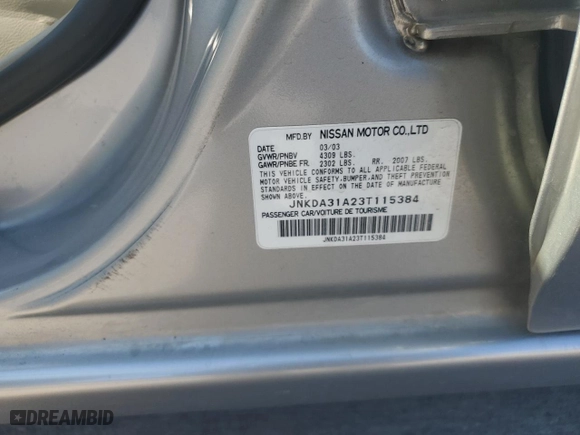 MFD.BY NISSAN MOTOR CO.,LTD
DATE 03/03
GVWR/PNBV 4309 LBS.
GAWR/PNBE FR. 2302 LBS. RR. 2007 LBS.
THIS VEHICLE CONFORMS TO ALL APPLICABLE FEDERAL
MOTOR VEHICLE SAFETY, BUMPER, AND THEFT PREVENTION
STANDARDS IN EFFECT ON THE DATE OF MANUFACTURE
SHOWN ABOVE.
JNKDA31A23T115384
PASSENGER CAR/VOITURE DE TOURISME
JNKDA31A23T115384
DREAMBID